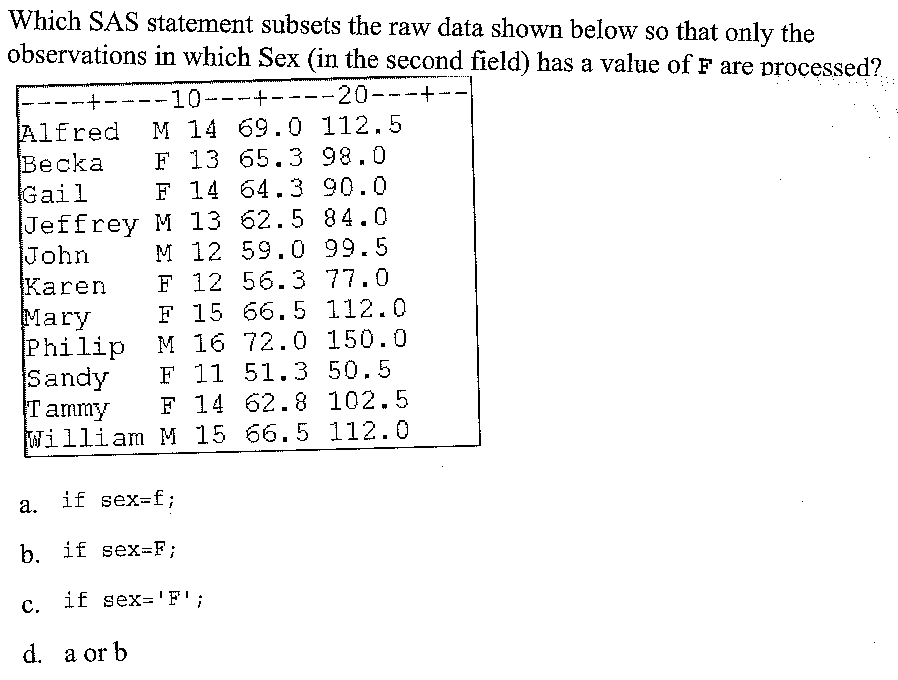 Which SAS statement subsets the raw data shown below so that only the
observations in which Sex (in the second field) has a value of F are processed?
----+----10---+----20---+--
Alfred M 14 69.0 112.5
Becka F 13 65.3 98.0
Gail F 14 64.3 90.0
Jeffrey M 13 62.5 84.0
John M 12 59.0 99.5
Karen F 12 56.3 77.0
Mary F 15 66.5 112.0
Philip M 16 72.0 150.0
Sandy F 11 51.3 50.5
Tammy F 14 62.8 102.5
William M 15 66.5 112.0
a. if sex=f;
b. if sex=F;
c. if sex='F';
d. a or b